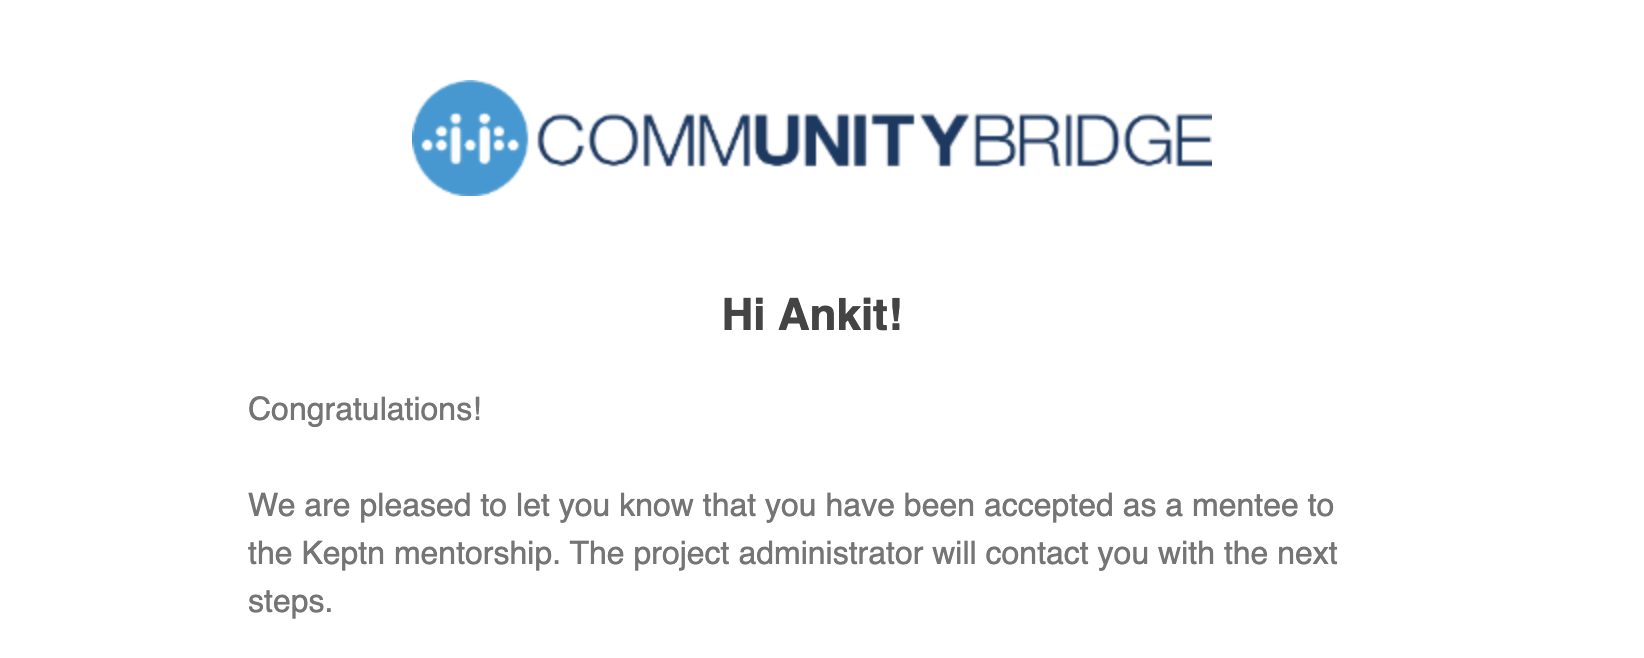 COMMUNITYBRIDGE
Hi Ankit!
Congratulations!
We are pleased to let you know that you have been accepted as a mentee to
the Keptn mentorship. The project administrator will contact you with the next
steps.